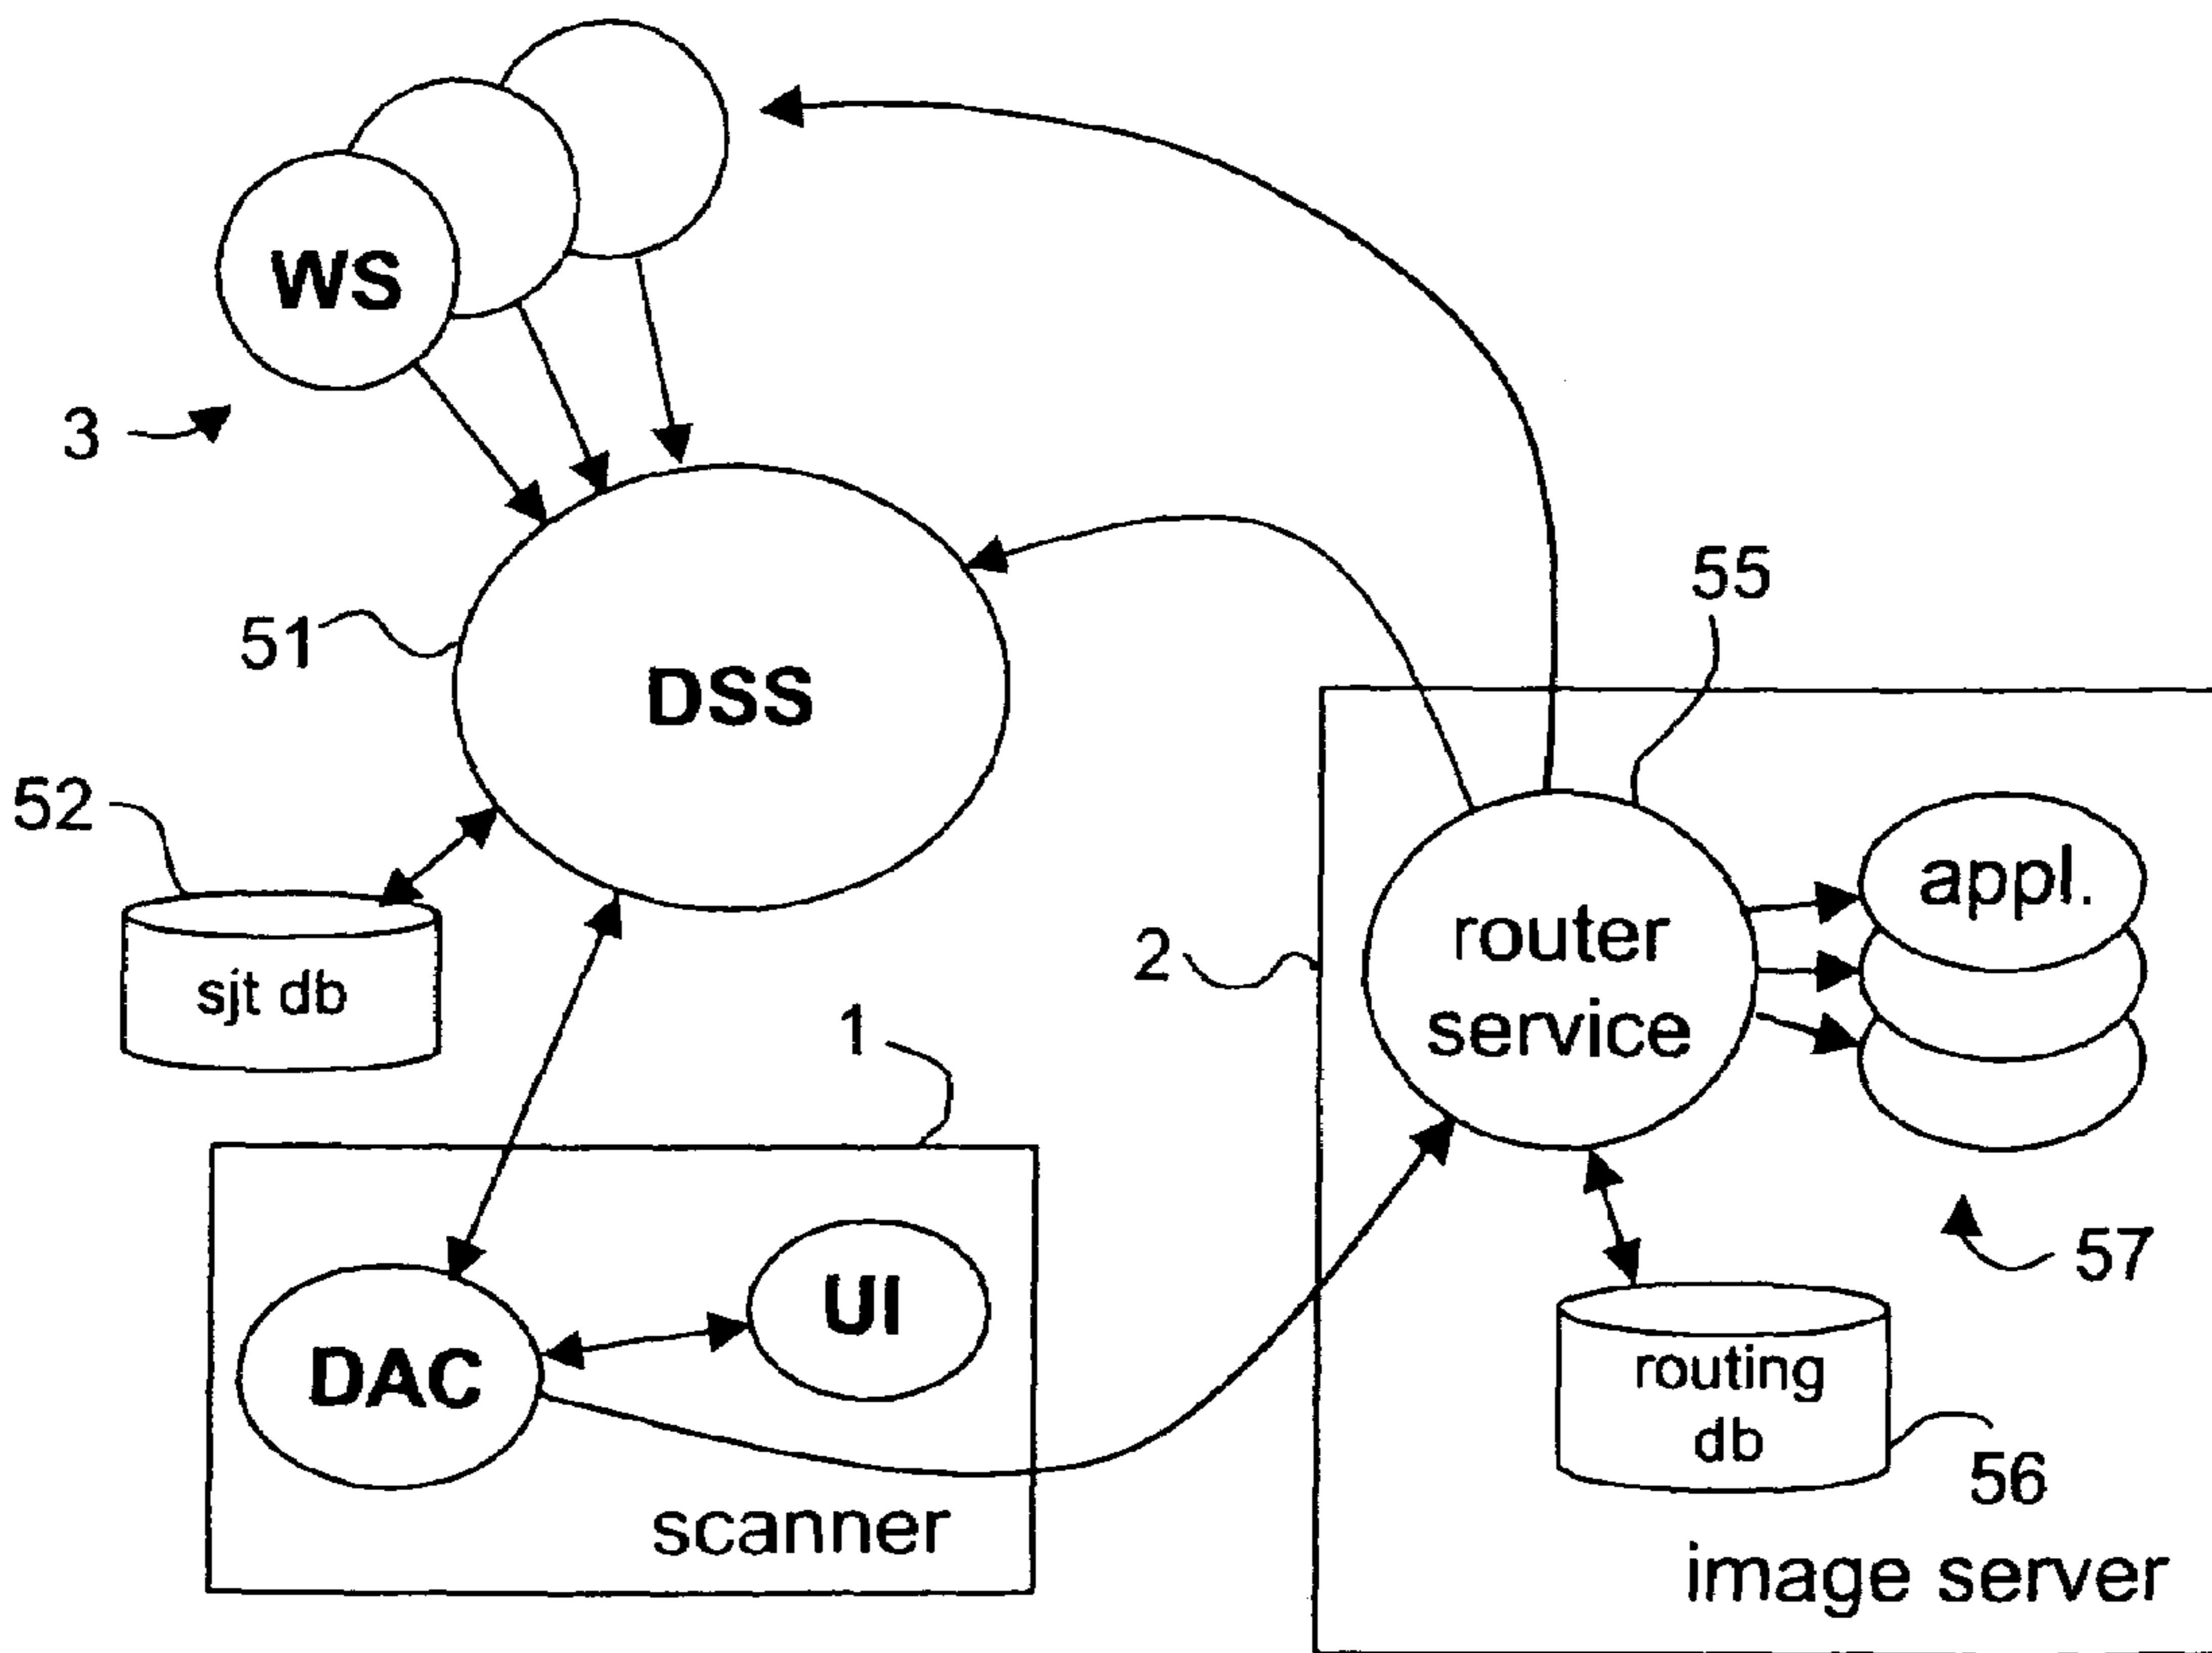 WS
3
55
51
DSS
52
appl.
router
service
2
sjt db
1
57
UI
routing
db
DAC
56
scanner
image server